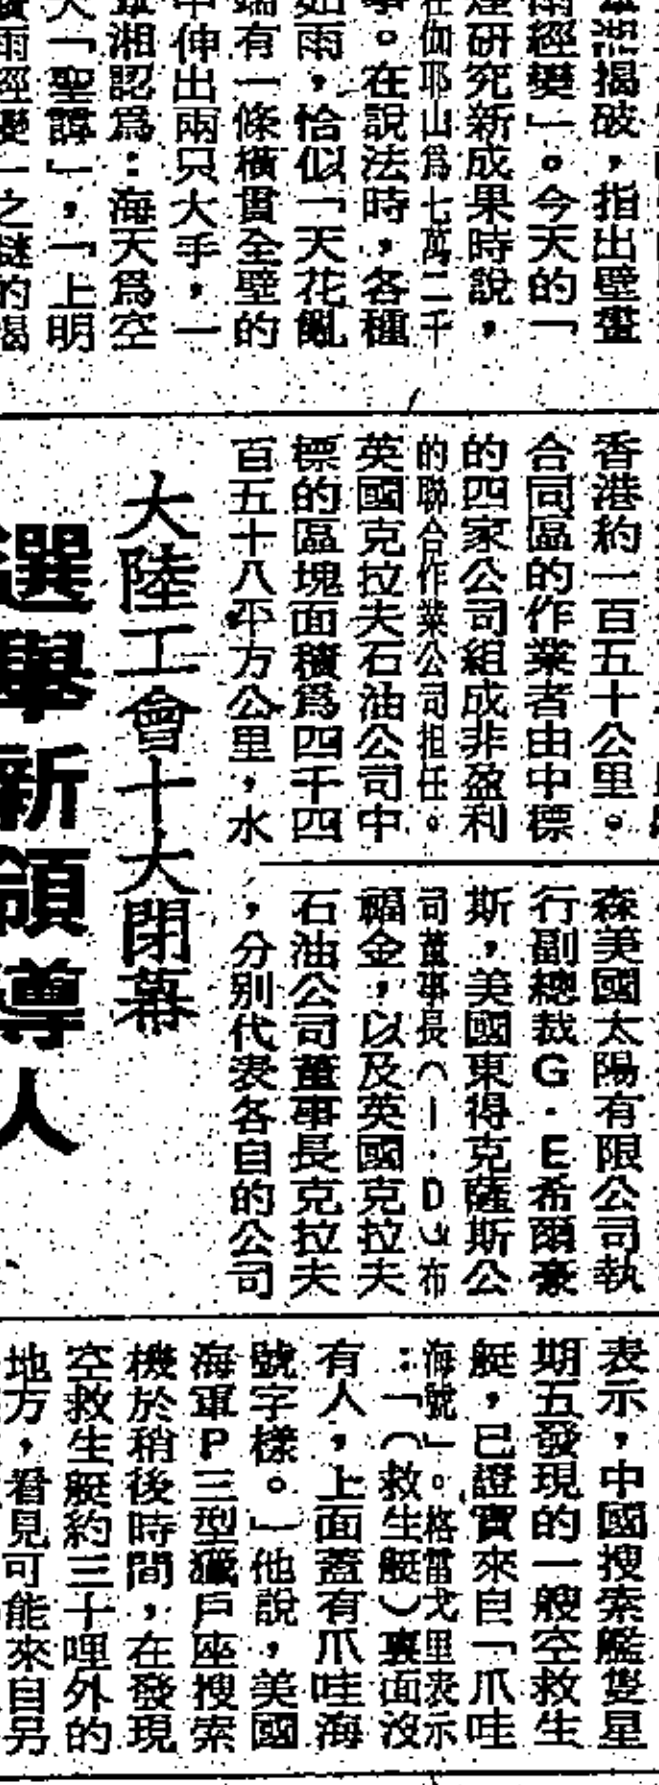 揭破，指出壁畫
雨經變」。今天的「
研究新成果時說，
在伽耶山爲七萬二千
事。在說法時，各種
如雨，恰似「天花亂
端有一條橫貫全壁的
中伸出兩只大手，一
湘認爲：海天爲空
大「聖譯」，「上明
雨經變」之謎的揭
香港約一百五十公里。
合同區的作業者由中標
的四家公司組成非盈利
的聯合作業公司担任。
英國克拉夫石油公司中
標的區塊面積爲四千四
百五十八平方公里，水
大陸工會十大閉幕
選舉新領導人
森美國太陽有限公司執
行副總裁G·E希爾豪
斯，美國東得克薩斯公
司董事長（I·D）布
福金，以及英國克拉夫
石油公司董事長克拉夫
，分別代表各自的公司
表示，中國搜索艦隻星
期五發現的一艘空救生
艇，已證實來自「爪哇
海號」。格雷戈里表示
：「（救生艇）裏面沒
有人，上面蓋有爪哇海
號字樣。」他說，美國
海軍P三型獵戶座搜索
機於稍後時間，在發現
空救生艇約三十哩外的
地方，看見可能來自另